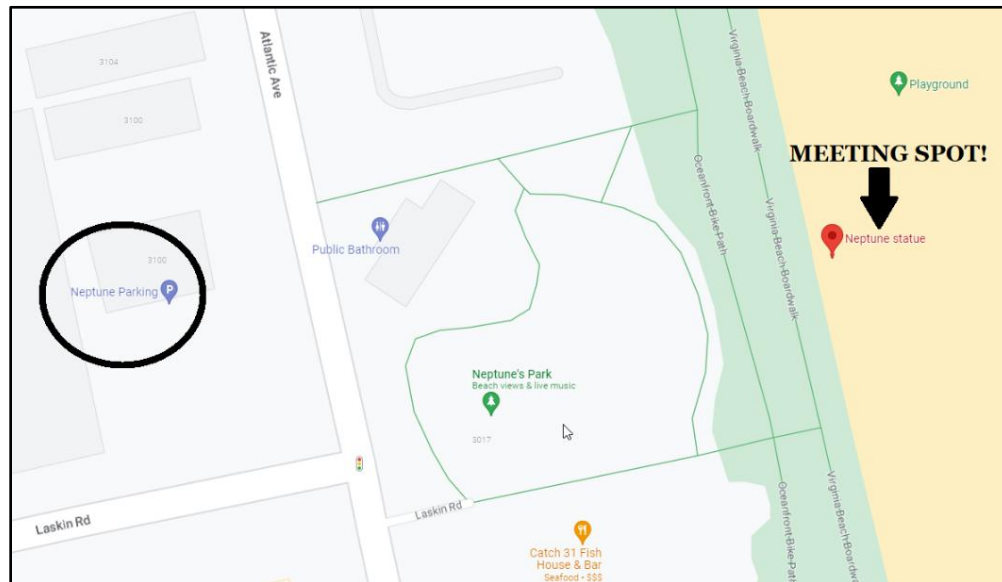 3104
Atlantic Ave
Virginia Beach Boardwalk
Playground
3100
MEETING SPOT!
Oceanfront Bike Path
Public Bathroom
Neptune statue
3100
Neptune Parking
P
Virginia Beach Boardwalk
Neptune's Park
Beach views & live music
3017
Laskin Rd
Laskin Rd
Catch 31 Fish
House & Bar
Seafood • $$$
Oceanfront Bike Path
Virginia Beach Boardwalk